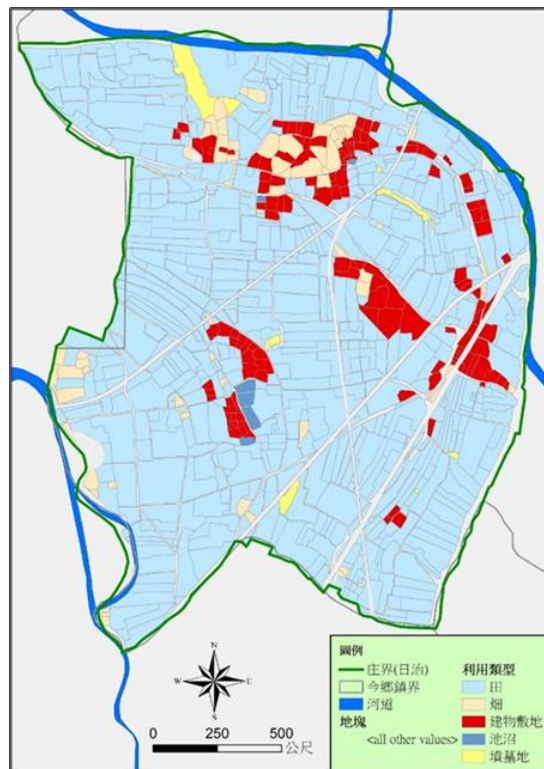 N
W E
S
0 250 500
公尺
圖例
庄界(日治)
今鄉鎮界
河道
地塊
<all other values>
利用類型
田
畑
建物敷地
池沼
墳墓地